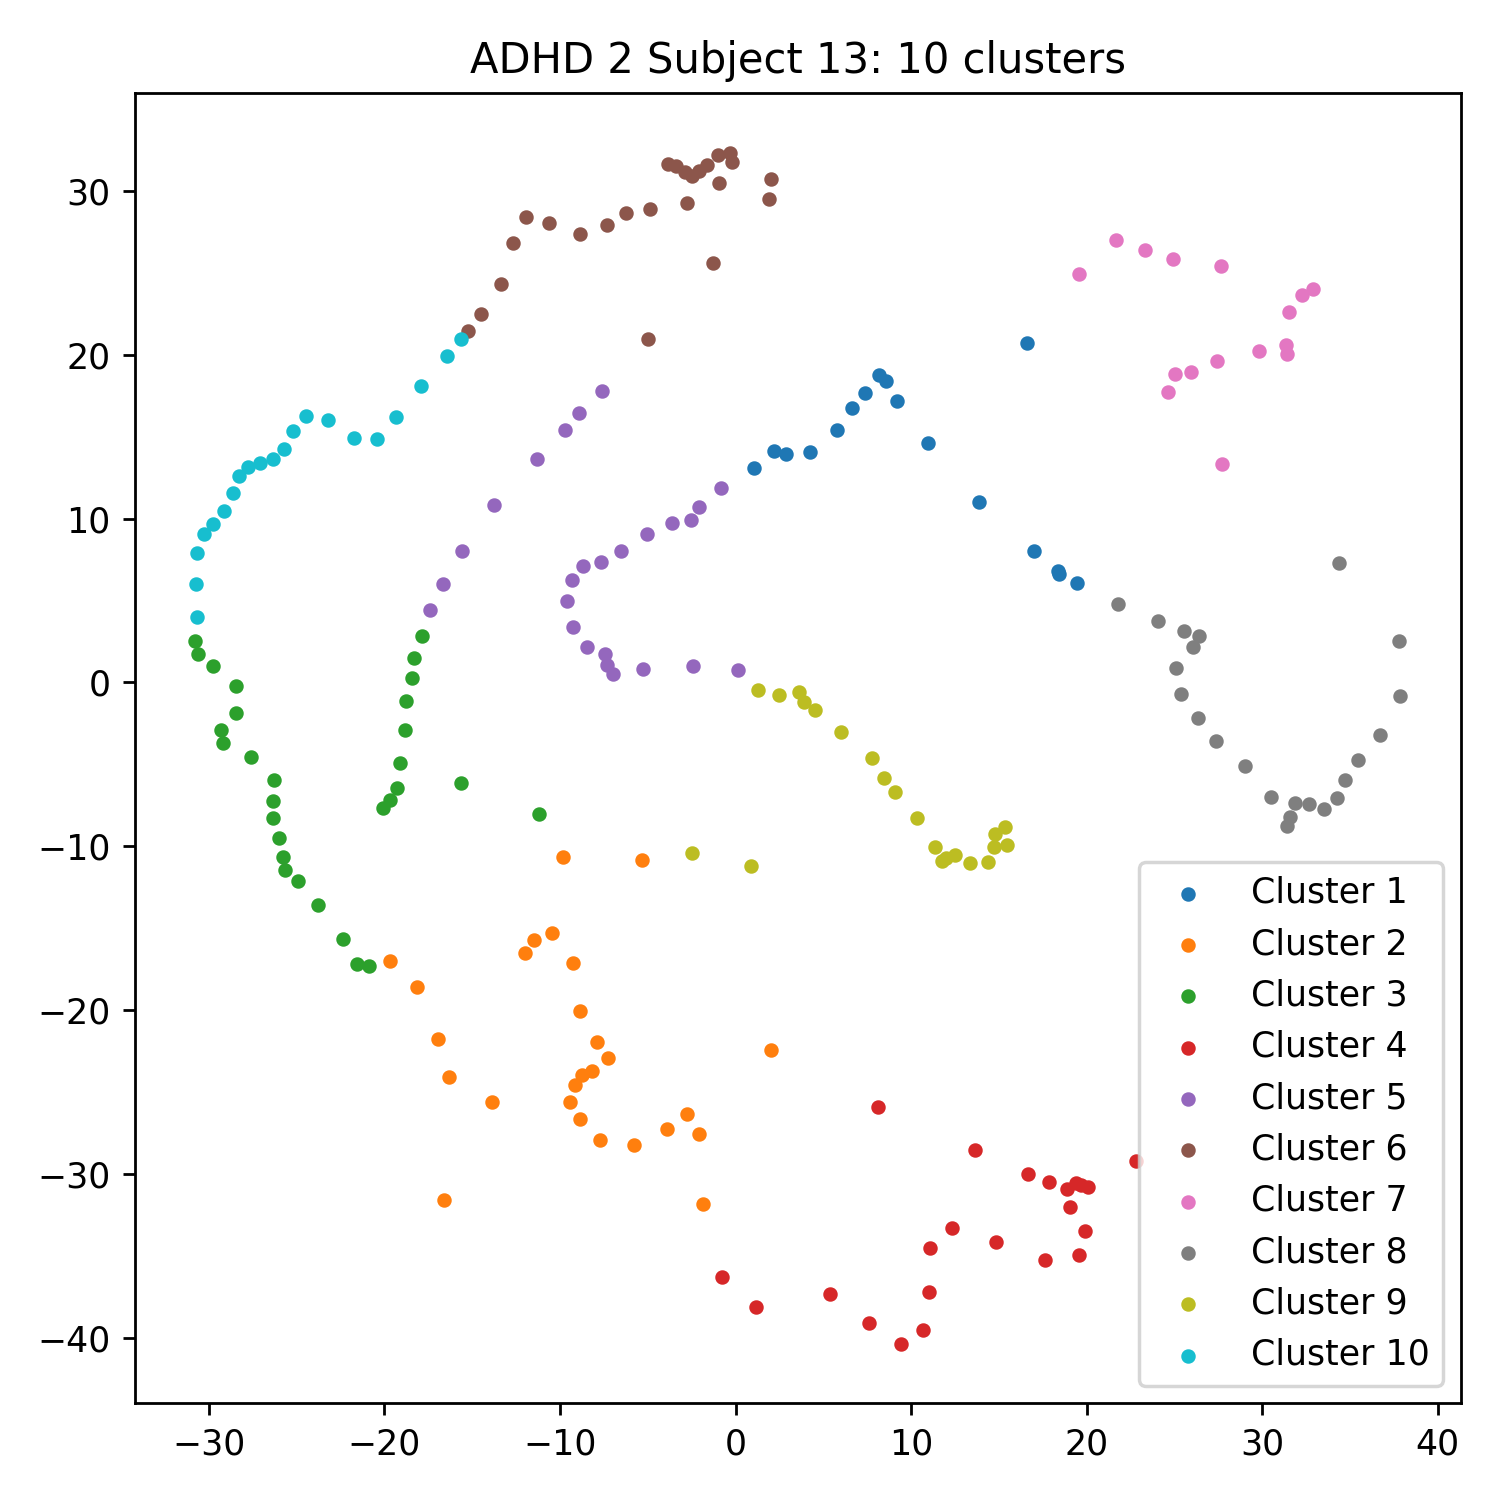 ADHD 2 Subject 13: 10 clusters
30
20
10
0
−10
−20
−30
−40
−30
−20
−10
0
10
20
30
40
Cluster 1
Cluster 2
Cluster 3
Cluster 4
Cluster 5
Cluster 6
Cluster 7
Cluster 8
Cluster 9
Cluster 10